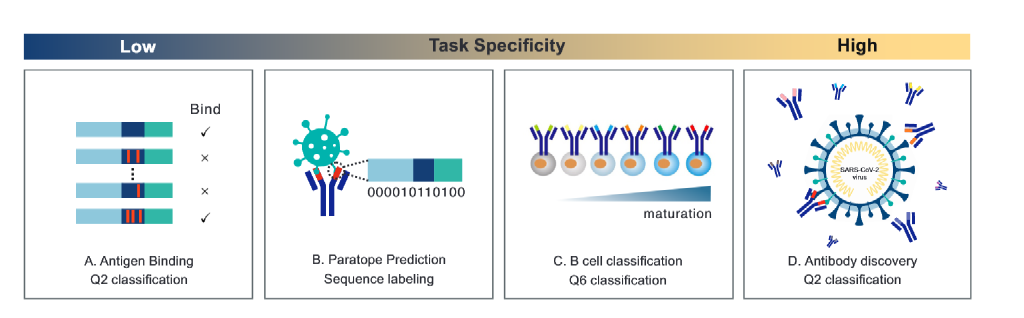 Low Task Specificity High
Bind
✓
×
×
✓
A. Antigen Binding
Q2 classification
000010110100
B. Paratope Prediction
Sequence labeling
maturation
C. B cell classification
Q6 classification
SARS-CoV-2
virus
D. Antibody discovery
Q2 classification